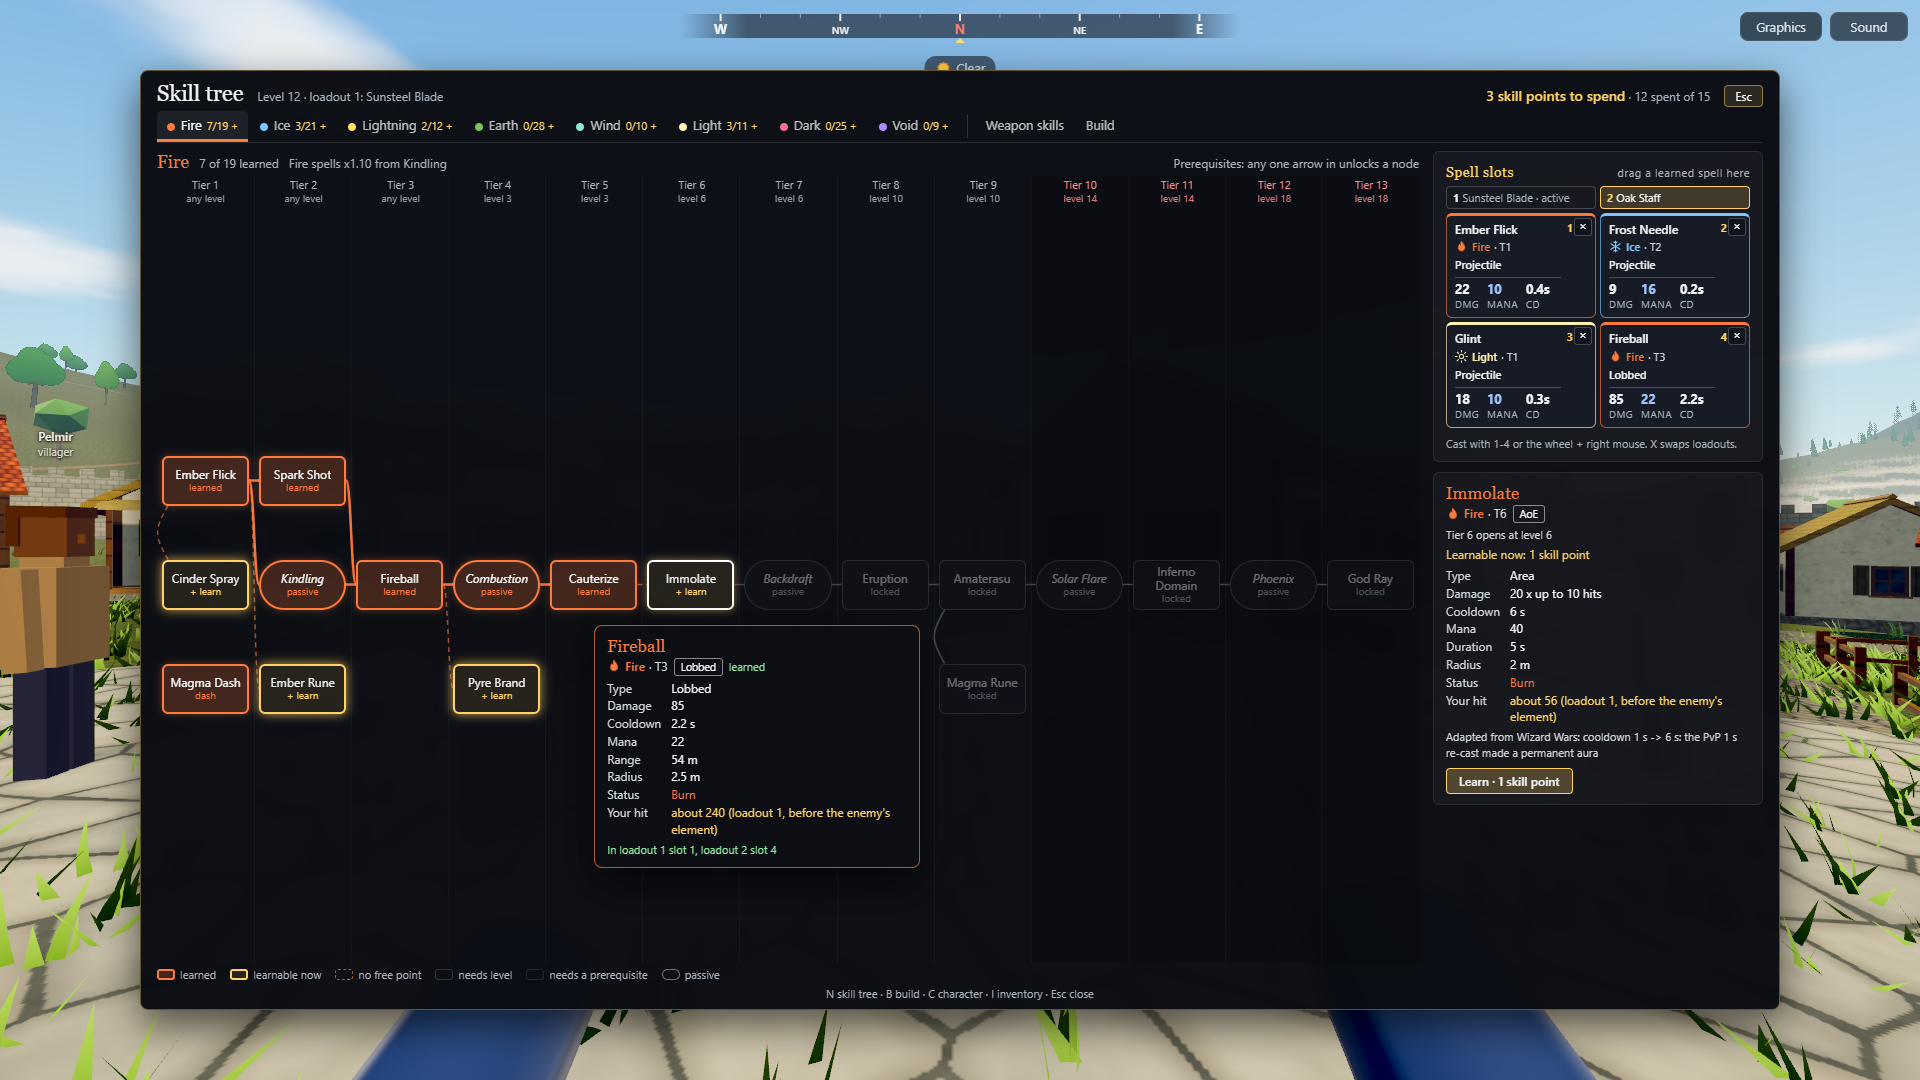 W NW N NE E
Graphics Sound
Clear
Skill tree Level 12 · loadout 1: Sunsteel Blade
3 skill points to spend · 12 spent of 15 Esc
Fire 7/19 + Ice 3/21 + Lightning 2/12 + Earth 0/28 + Wind 0/10 + Light 3/11 + Dark 0/25 + Void 0/9 + Weapon skills Build
Fire 7 of 19 learned Fire spells x1.10 from Kindling
Prerequisites: any one arrow in unlocks a node
Tier 1 Tier 2 Tier 3 Tier 4 Tier 5 Tier 6 Tier 7 Tier 8 Tier 9 Tier 10 Tier 11 Tier 12 Tier 13
any level any level any level level 3 level 3 level 6 level 6 level 10 level 10 level 14 level 14 level 18 level 18
Pelmir
villager
Ember Flick
learned
Spark Shot
learned
Cinder Spray
+ learn
Kindling
passive
Fireball
learned
Combustion
passive
Cauterize
learned
Immolate
+ learn
Backdraft
passive
Eruption
locked
Amaterasu
locked
Solar Flare
passive
Inferno
Domain
locked
Phoenix
passive
God Ray
locked
Magma Dash
dash
Ember Rune
+ learn
Pyre Brand
+ learn
Magma Rune
locked
Fireball
Fire · T3 Lobbed learned
Type Lobbed
Damage 85
Cooldown 2.2 s
Mana 22
Range 54 m
Radius 2.5 m
Status Burn
Your hit about 240 (loadout 1, before the enemy's
element)
In loadout 1 slot 1, loadout 2 slot 4
learned learnable now no free point needs level needs a prerequisite passive
N skill tree · B build · C character · I inventory · Esc close
Spell slots drag a learned spell here
1 Sunsteel Blade · active 2 Oak Staff
Ember Flick 1 ×
Fire · T1
Projectile
22 10 0.4s
DMG MANA CD
Frost Needle 2 ×
Ice · T2
Projectile
9 16 0.2s
DMG MANA CD
Glint 3 ×
Light · T1
Projectile
18 10 0.3s
DMG MANA CD
Fireball 4 ×
Fire · T3
Lobbed
85 22 2.2s
DMG MANA CD
Cast with 1-4 or the wheel + right mouse. X swaps loadouts.
Immolate
Fire · T6 AoE
Tier 6 opens at level 6
Learnable now: 1 skill point
Type Area
Damage 20 x up to 10 hits
Cooldown 6 s
Mana 40
Duration 5 s
Radius 2 m
Status Burn
Your hit about 56 (loadout 1, before the enemy's
element)
Adapted from Wizard Wars: cooldown 1 s -> 6 s: the PvP 1 s
re-cast made a permanent aura
Learn · 1 skill point